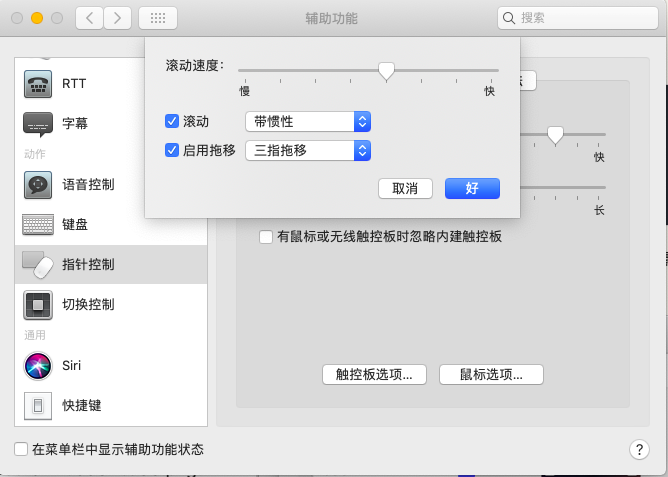 辅助功能
搜索
滚动速度：
慢
快
滚动
带惯性
启用拖移
三指拖移
取消
好
RTT
字幕
动作
语音控制
键盘
指针控制
切换控制
通用
Siri
快捷键
快
长
有鼠标或无线触控板时忽略内建触控板
触控板选项...
鼠标选项...
在菜单栏中显示辅助功能状态
?